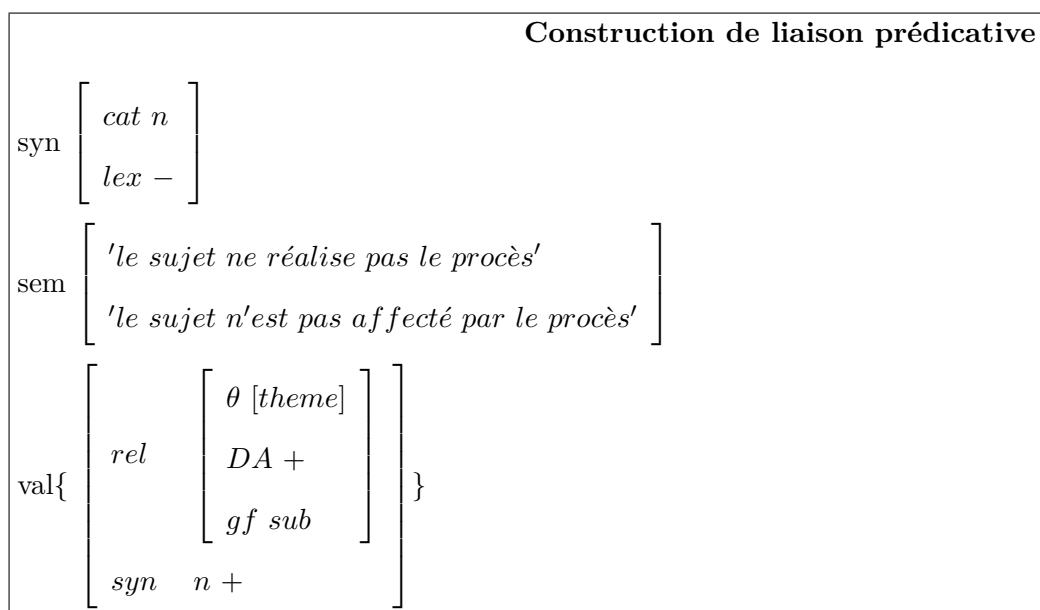 Construction de liaison prédicative
syn [ cat n
lex − ]
sem [ 'le sujet ne réalise pas le procès'
'le sujet n'est pas affecté par le procès' ]
val{ [ rel [ θ [theme]
DA +
gf sub ]
syn n + ] }